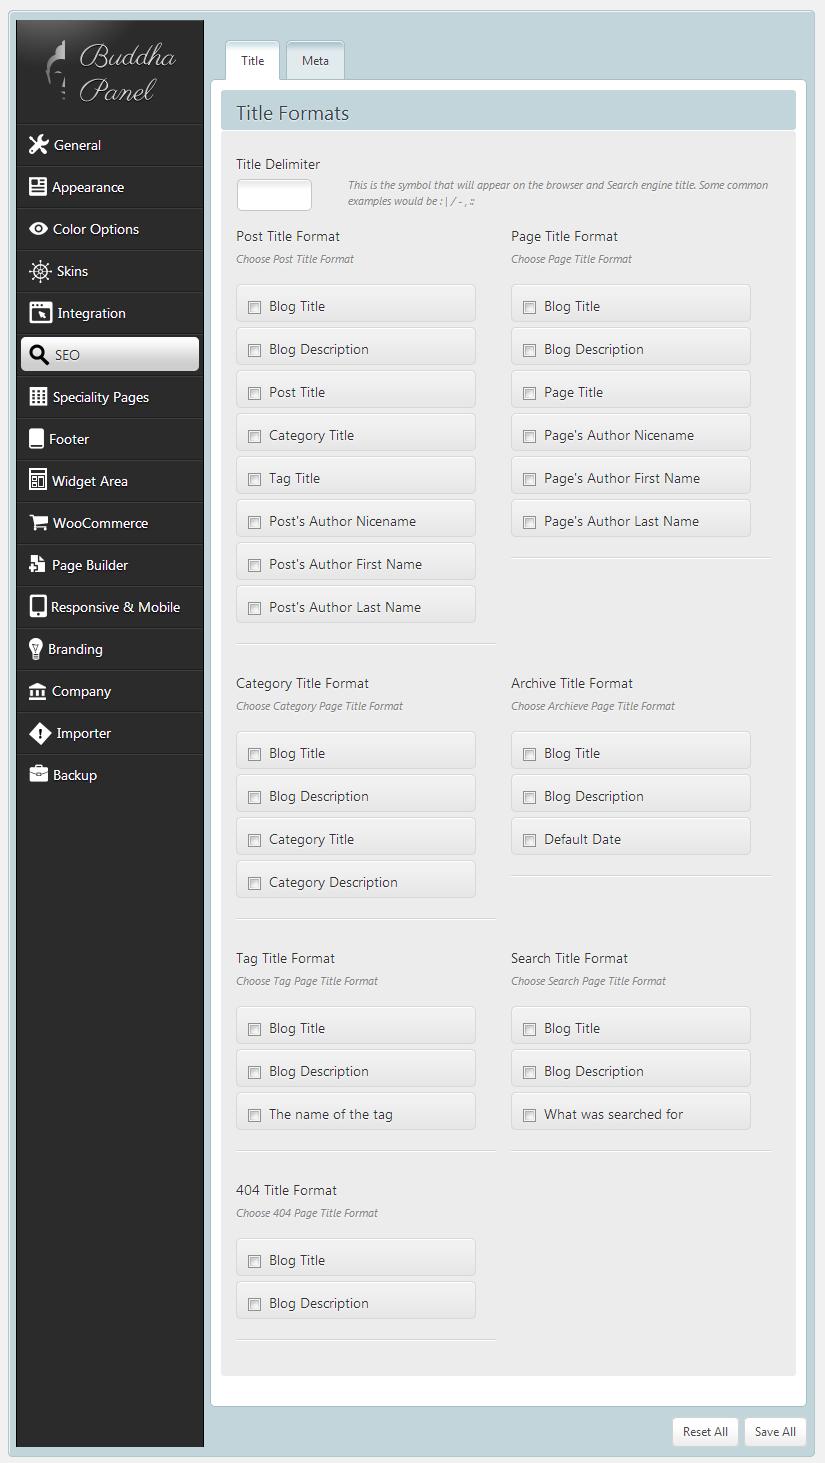 Buddha
Panel
General
Appearance
Color Options
Skins
Integration
SEO
Speciality Pages
Footer
Widget Area
WooCommerce
Page Builder
Responsive & Mobile
Branding
Company
Importer
Backup
Title
Meta
Title Formats
Title Delimiter
This is the symbol that will appear on the browser and Search engine title. Some common
examples would be : | / - , ::
Post Title Format
Choose Post Title Format
Blog Title
Blog Description
Post Title
Category Title
Tag Title
Post's Author Nicename
Post's Author First Name
Post's Author Last Name
Page Title Format
Choose Page Title Format
Blog Title
Blog Description
Page Title
Page's Author Nicename
Page's Author First Name
Page's Author Last Name
Category Title Format
Choose Category Page Title Format
Blog Title
Blog Description
Category Title
Category Description
Archive Title Format
Choose Archieve Page Title Format
Blog Title
Blog Description
Default Date
Tag Title Format
Choose Tag Page Title Format
Blog Title
Blog Description
The name of the tag
Search Title Format
Choose Search Page Title Format
Blog Title
Blog Description
What was searched for
404 Title Format
Choose 404 Page Title Format
Blog Title
Blog Description
Reset All
Save All